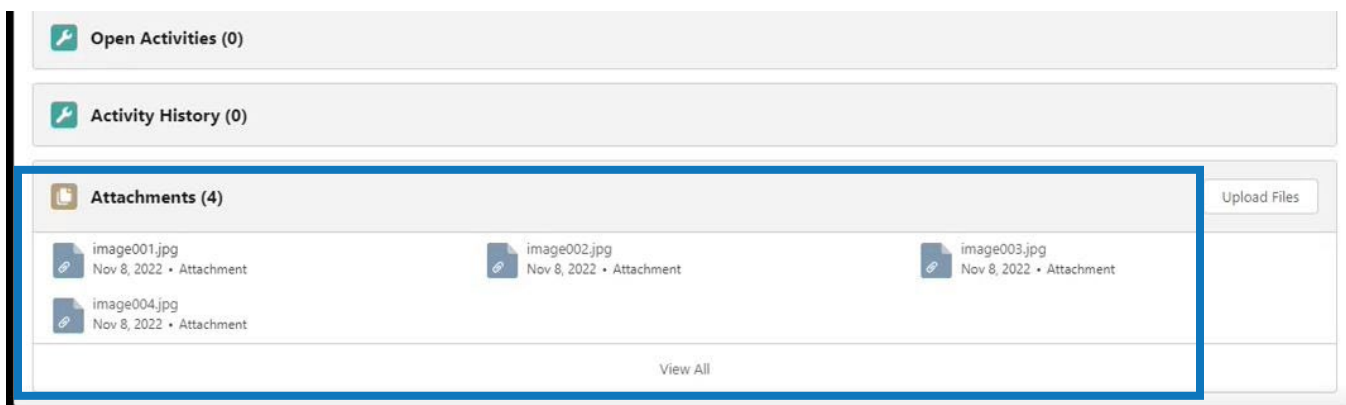 Open Activities (0)
Activity History (0)
Attachments (4)
Upload Files
image001.jpg
Nov 8, 2022 • Attachment
image002.jpg
Nov 8, 2022 • Attachment
image003.jpg
Nov 8, 2022 • Attachment
image004.jpg
Nov 8, 2022 • Attachment
View All